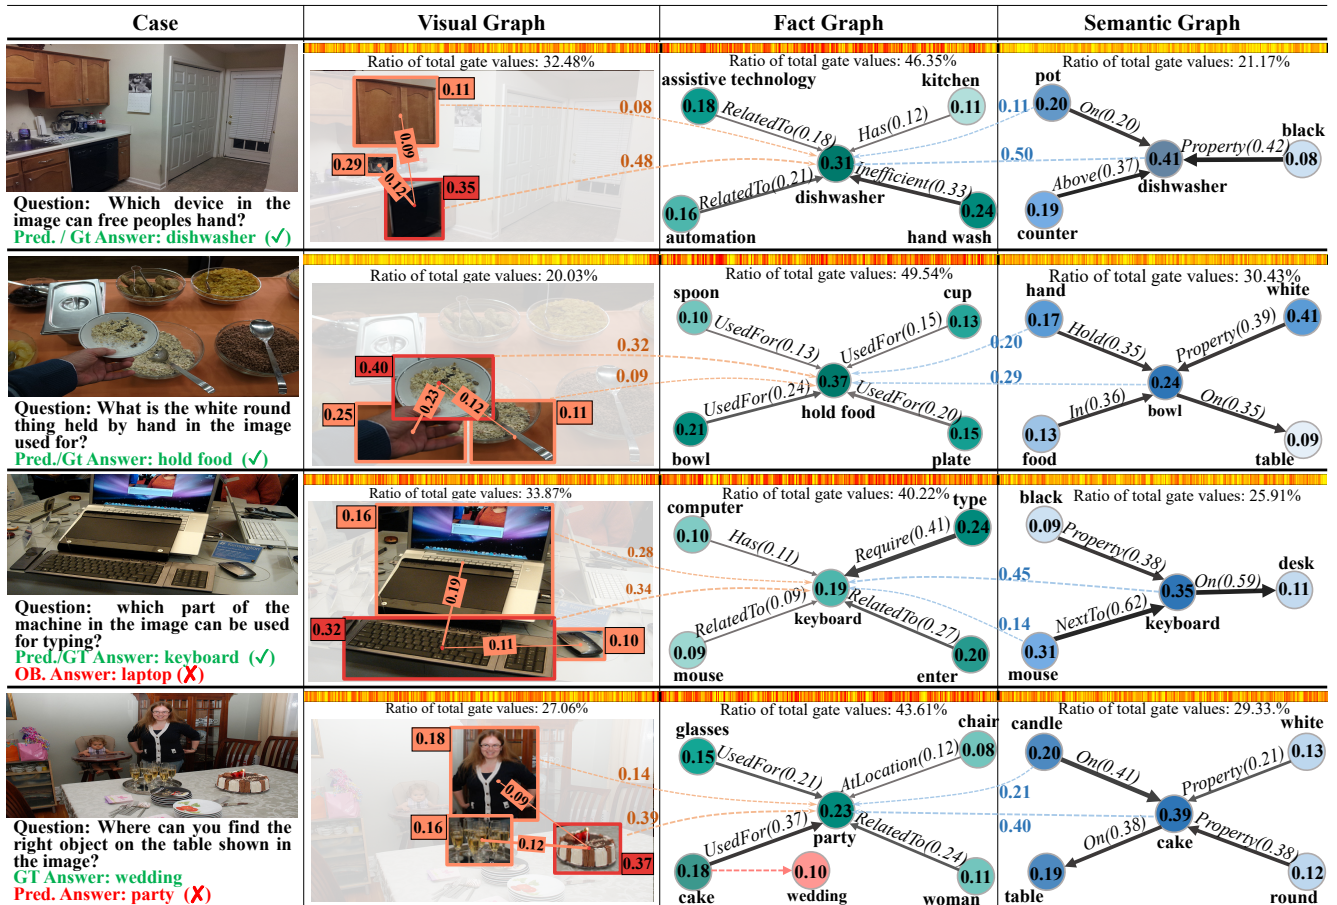 Case
Visual Graph
Fact Graph
Semantic Graph
Question: Which device in the
image can free peoples hand?
Pred. / Gt Answer: dishwasher (✓)
Ratio of total gate values: 32.48%
0.11
0.09
0.29
0.12
0.35
0.08
0.48
Ratio of total gate values: 46.35%
assistive technology
kitchen
0.18
RelatedTo(0.18)
Has(0.12)
0.11
0.31
dishwasher
RelatedTo(0.21)
Inefficient(0.33)
0.16
automation
0.24
hand wash
0.11
0.50
Ratio of total gate values: 21.17%
pot
0.20
On(0.20)
black
Property(0.42)
0.08
0.41
dishwasher
Above(0.37)
0.19
counter
Question: What is the white round
thing held by hand in the image
used for?
Pred./Gt Answer: hold food (✓)
Ratio of total gate values: 20.03%
0.40
0.23
0.12
0.25
0.11
0.32
0.09
Ratio of total gate values: 49.54%
spoon
cup
0.10
UsedFor(0.13)
UsedFor(0.15)
0.13
0.37
hold food
UsedFor(0.24)
UsedFor(0.20)
0.21
bowl
0.15
plate
0.20
0.29
Ratio of total gate values: 30.43%
hand
white
0.17
Hold(0.35)
Property(0.39)
0.41
0.24
bowl
In(0.36)
On(0.35)
0.13
food
0.09
table
Question: which part of the
machine in the image can be used
for typing?
Pred./GT Answer: keyboard (✓)
OB. Answer: laptop (✗)
Ratio of total gate values: 33.87%
0.16
0.19
0.32
0.11
0.10
0.28
0.34
Ratio of total gate values: 40.22%
computer
type
0.10
Has(0.11)
Require(0.41)
0.24
0.19
keyboard
RelatedTo(0.09)
RelatedTo(0.27)
0.09
mouse
0.20
enter
0.45
0.14
Ratio of total gate values: 25.91%
black
0.09
Property(0.38)
desk
On(0.59)
0.11
0.35
keyboard
NextTo(0.62)
0.31
mouse
Question: Where can you find the
right object on the table shown in
the image?
GT Answer: wedding
Pred. Answer: party (✗)
Ratio of total gate values: 27.06%
0.18
0.09
0.16
0.12
0.37
0.14
0.39
Ratio of total gate values: 43.61%
glasses
chair
0.15
UsedFor(0.21)
AtLocation(0.12)
0.08
0.23
party
UsedFor(0.37)
RelatedTo(0.24)
0.18
cake
0.10
wedding
0.11
woman
0.21
0.40
Ratio of total gate values: 29.33.%
candle
white
0.20
On(0.41)
Property(0.21)
0.13
0.39
cake
On(0.38)
Property(0.38)
0.19
table
0.12
round